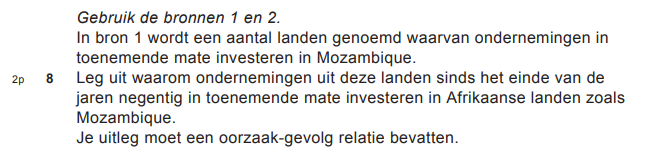 Gebruik de bronnen 1 en 2.
In bron 1 wordt een aantal landen genoemd waarvan ondernemingen in
toenemende mate investeren in Mozambique.
2p 8 Leg uit waarom ondernemingen uit deze landen sinds het einde van de
jaren negentig in toenemende mate investeren in Afrikaanse landen zoals
Mozambique.
Je uitleg moet een oorzaak-gevolg relatie bevatten.